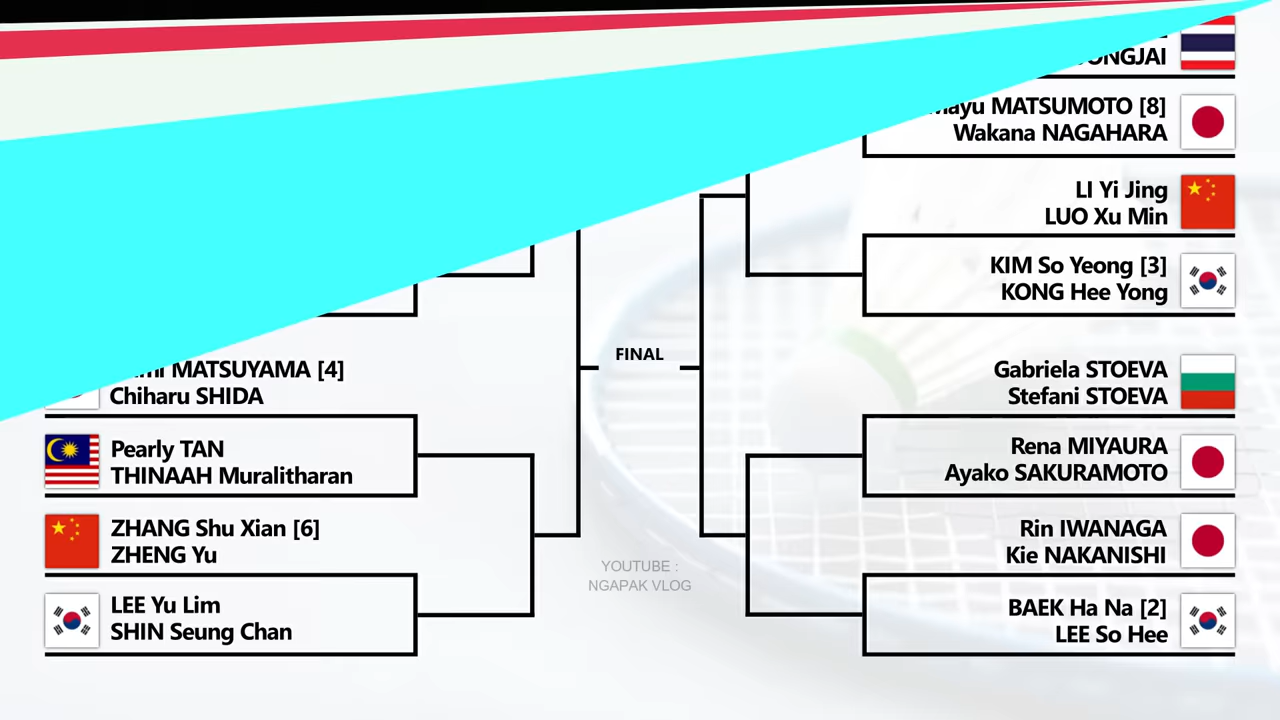 MATSUYAMA [4]
Chiharu SHIDA
Pearly TAN
THINAAH Muralitharan
ZHANG Shu Xian [6]
ZHENG Yu
LEE Yu Lim
SHIN Seung Chan
FINAL
YOUTUBE :
NGAPAK VLOG
MATSUMOTO [8]
Wakana NAGAHARA
LI Yi Jing
LUO Xu Min
KIM So Yeong [3]
KONG Hee Yong
Gabriela STOEVA
Stefani STOEVA
Rena MIYAURA
Ayako SAKURAMOTO
Rin IWANAGA
Kie NAKANISHI
BAEK Ha Na [2]
LEE So Hee